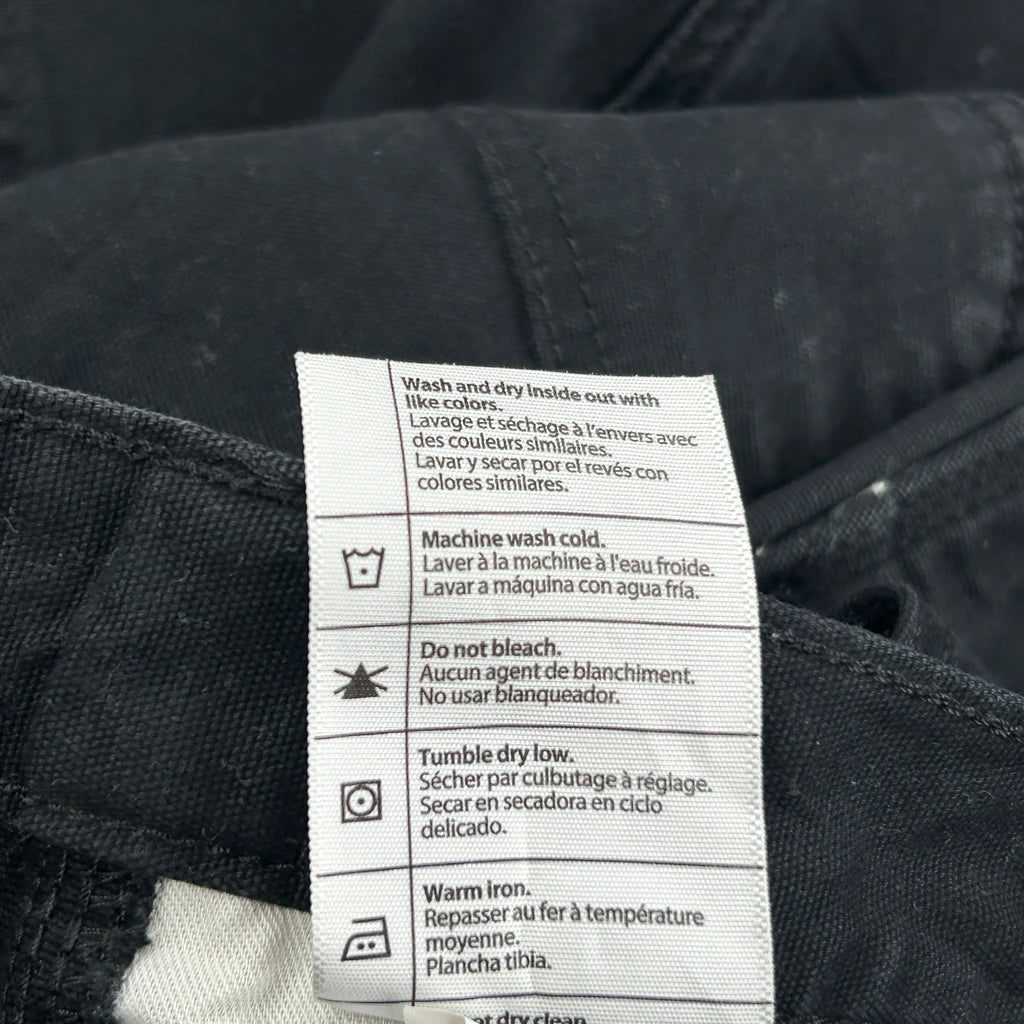 Wash and dry inside out with
like colors.
Lavage et séchage à l'envers avec
des couleurs similaires.
Lavar y secar por el revés con
colores similares.
Machine wash cold.
Laver à la machine à l'eau froide.
Lavar a máquina con agua fría.
Do not bleach.
Aucun agent de blanchiment.
No usar blanqueador.
Tumble dry low.
Sécher par culbutage à réglage.
Secar en secadora en ciclo
delicado.
Warm iron.
Repasser au fer à température
moyenne.
Plancha tibia.
dry clean